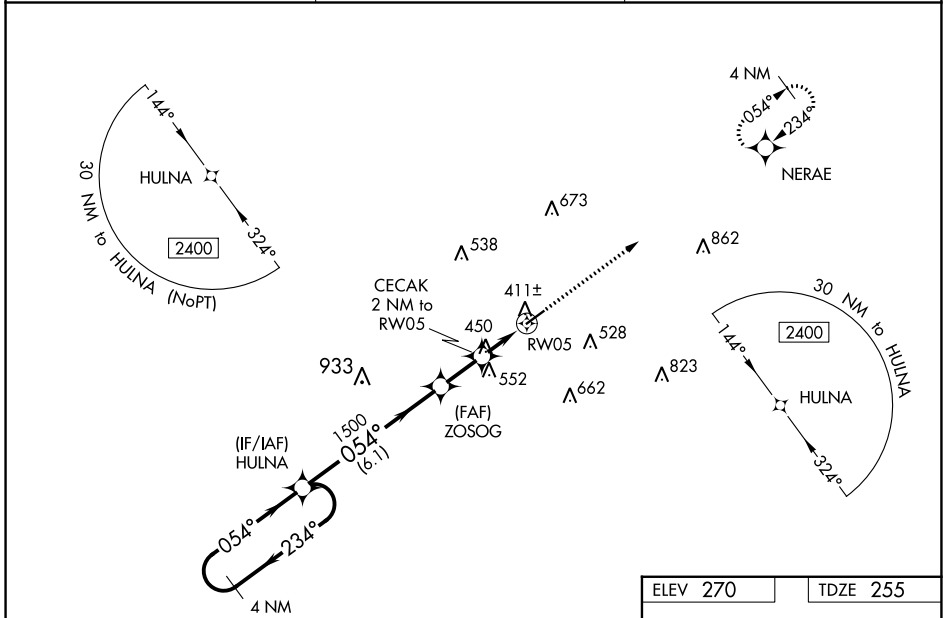 4 NM
054°
234°
NERAE
144°
HULNA
324°
2400
30 NM to HULNA (NoPT)
673
538
862
CECAK
2 NM to
RW05
411±
450
RW05
528
933
552
662
823
(FAF)
ZOSOG
1500
054°
(6.1)
(IF/IAF)
HULNA
054°
234°
4 NM
30 NM to HULNA
144°
2400
HULNA
324°
ELEV 270
TDZE 255